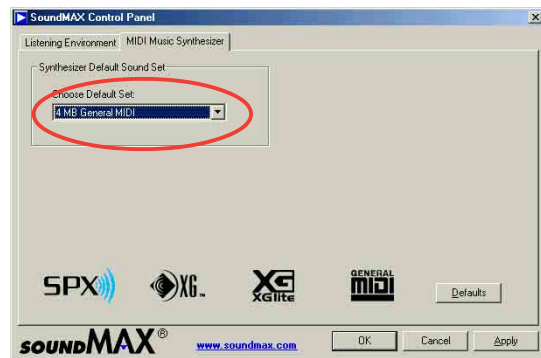 SoundMAX Control Panel
Listening Environment MIDI Music Synthesizer
Synthesizer Default Sound Set
Choose Default Set:
4 MB General MIDI
SPX XG XG XGlite GENERAL MIDI
Defaults
SOUNDMAX® www.soundmax.com OK Cancel Apply